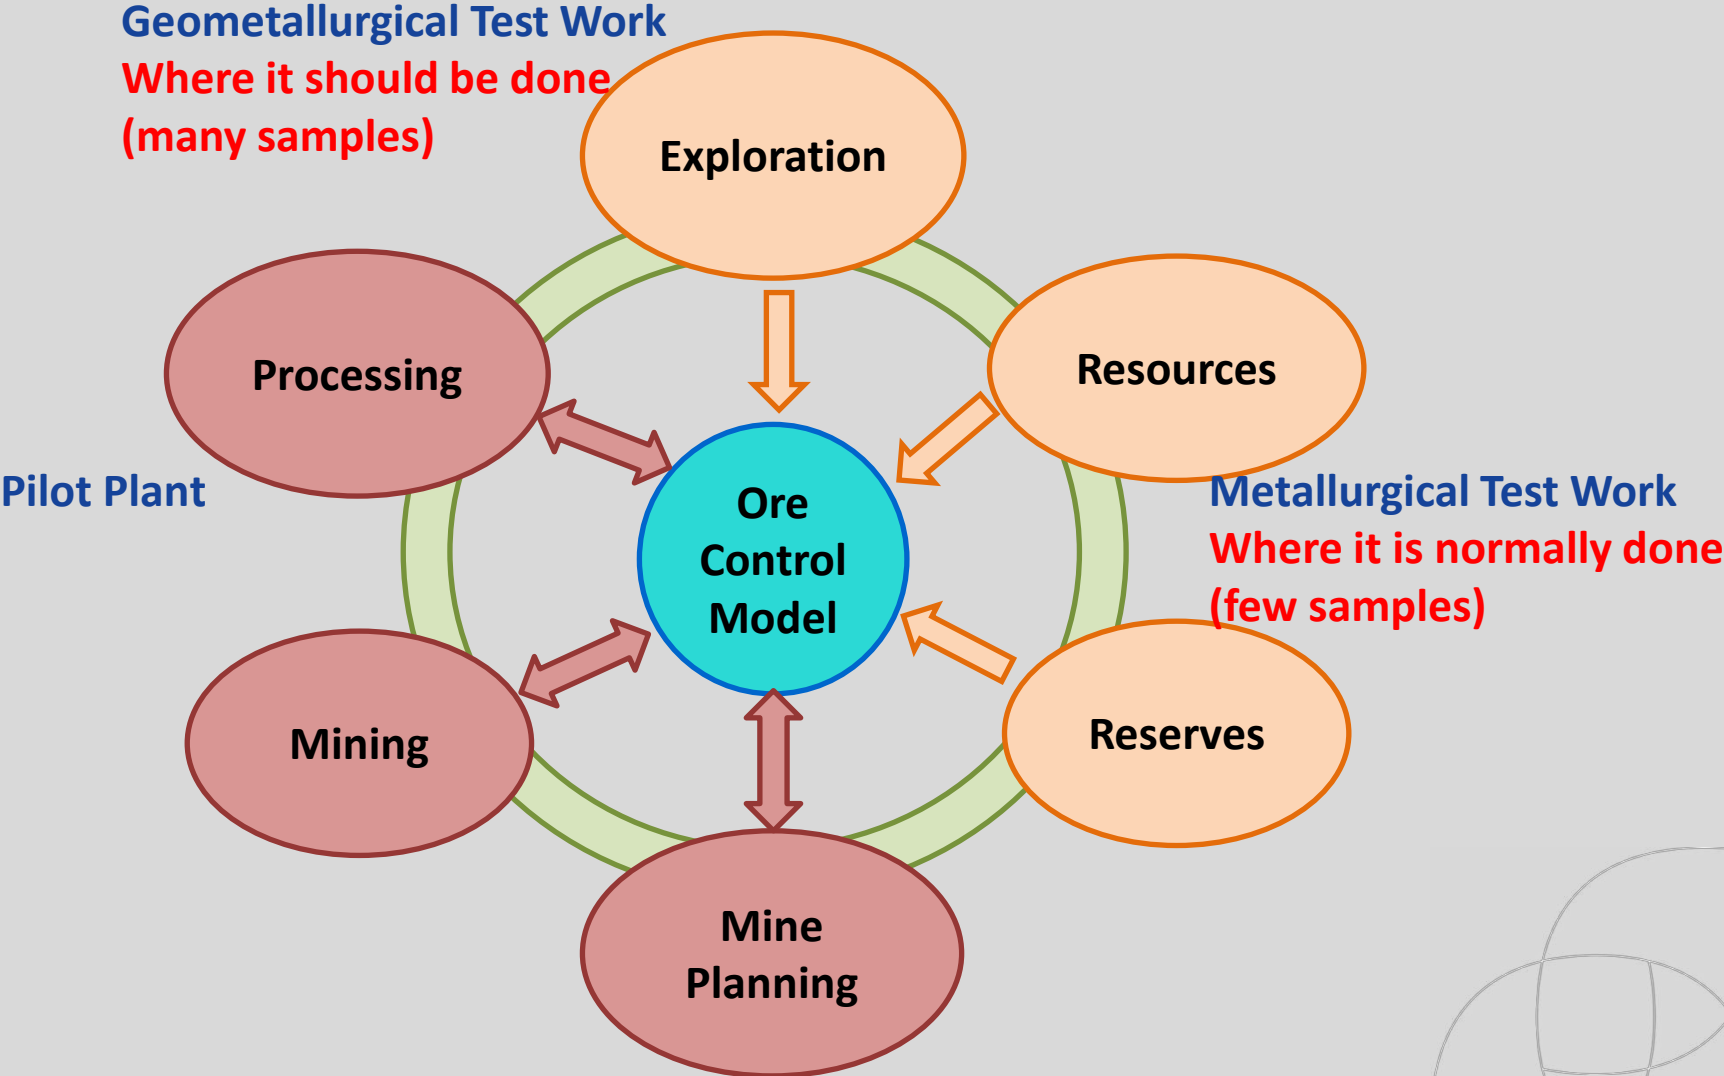 Geometallurgical Test Work
Where it should be done
(many samples)
Exploration
Processing
Resources
Pilot Plant
Ore
Control
Model
Metallurgical Test Work
Where it is normally done
(few samples)
Mining
Reserves
Mine
Planning